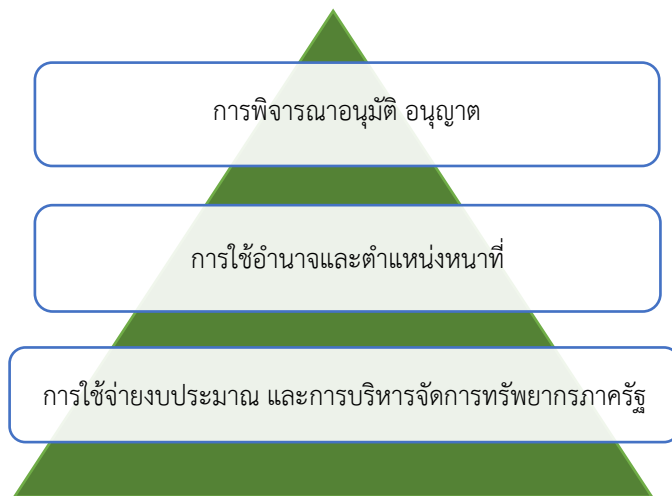 การพิจารณาอนุมัติ อนุญาต
การใช้อำนาจและตำแหน่งหนาที่
การใช้จ่ายงบประมาณ และการบริหารจัดการทรัพยากรภาครัฐ